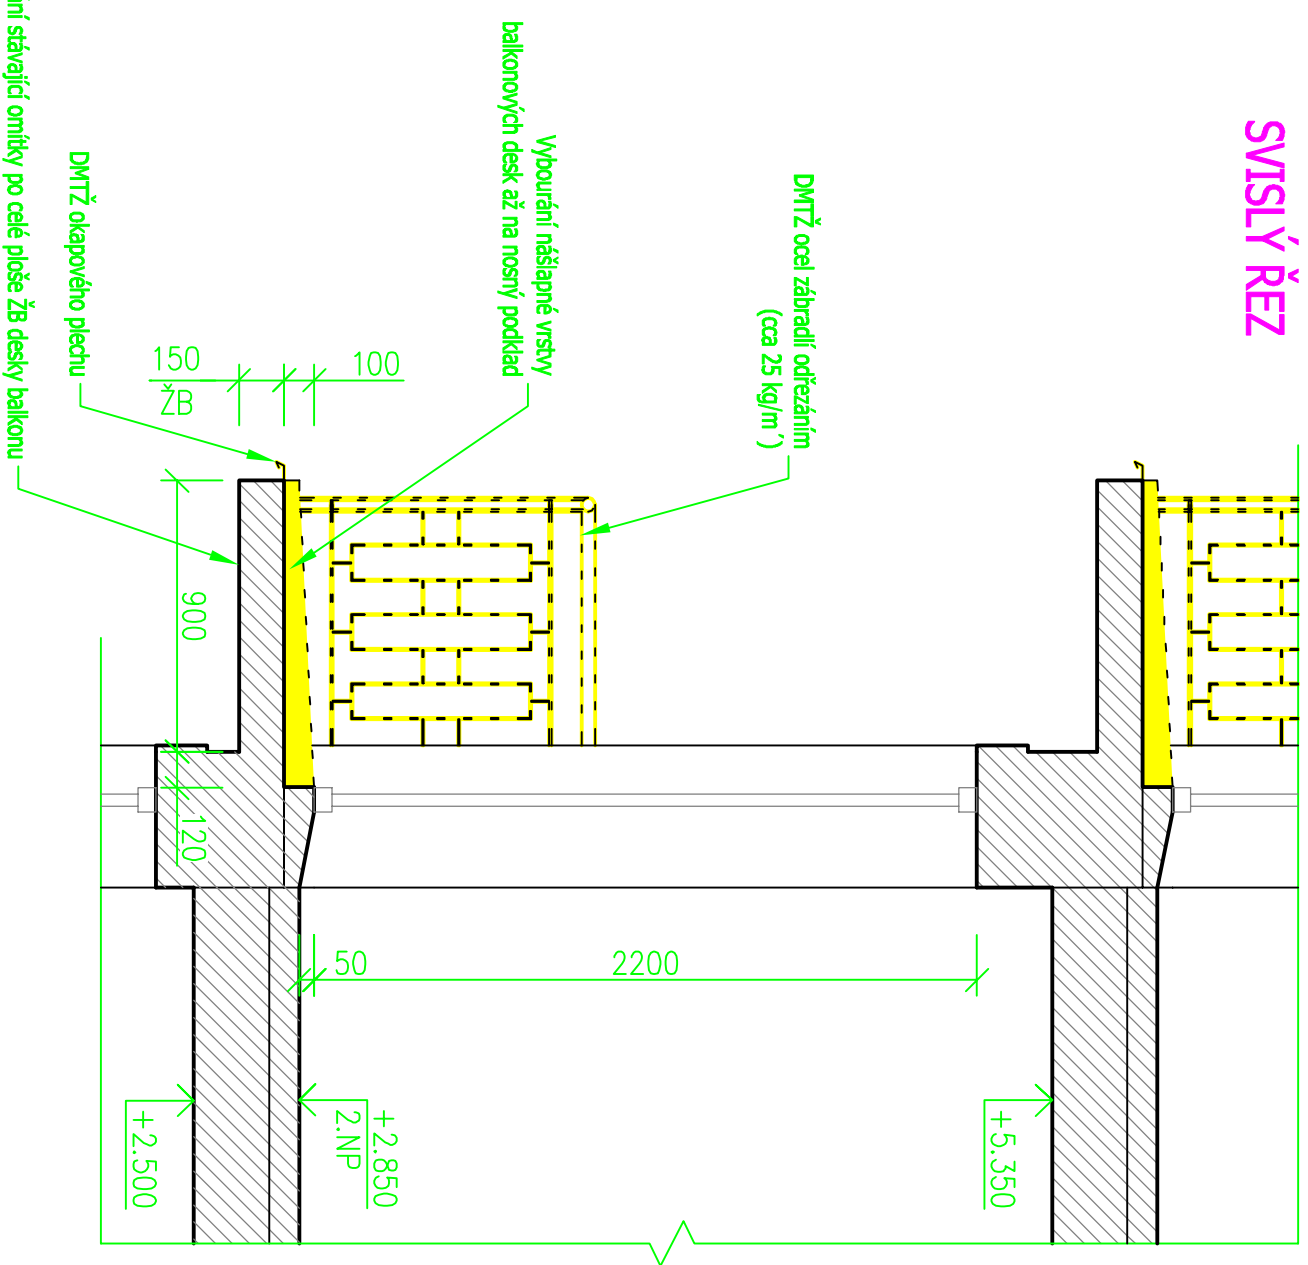 SVISLÝ ŘEZ
DMTŽ ocel zábradlí odřezáním
(cca 25 kg/m´)
Vybourání nášlapné vrstvy
balkonových desk až na nosný podklad
DMTŽ okapového plechu
stávající omítky po celé ploše ŽB desky balkonu
150
ŽB
100
900
120
50
2200
+5.350
+2.850
2.NP
+2.500